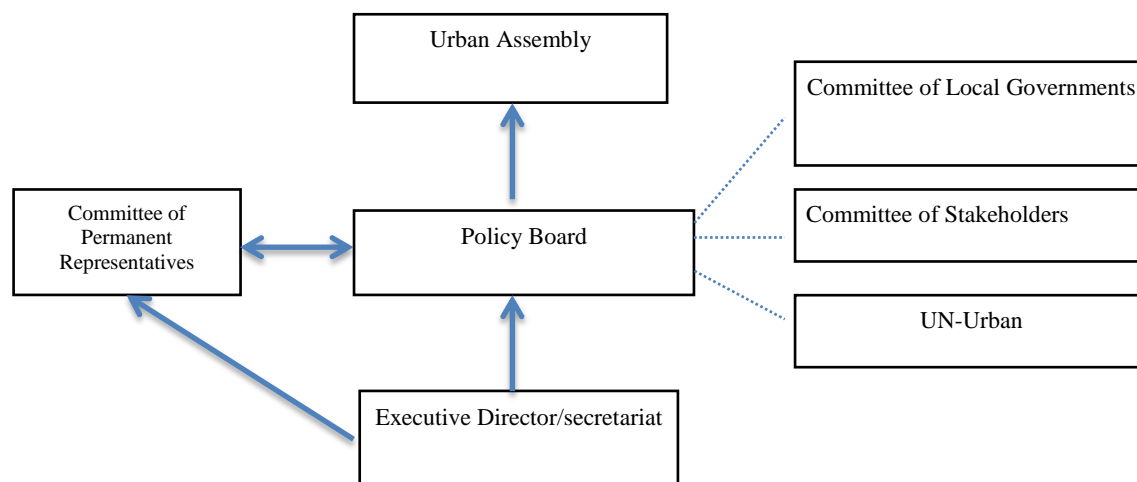 Urban Assembly
Committee of Local Governments
Committee of
Permanent
Representatives
Policy Board
Committee of Stakeholders
UN-Urban
Executive Director/secretariat